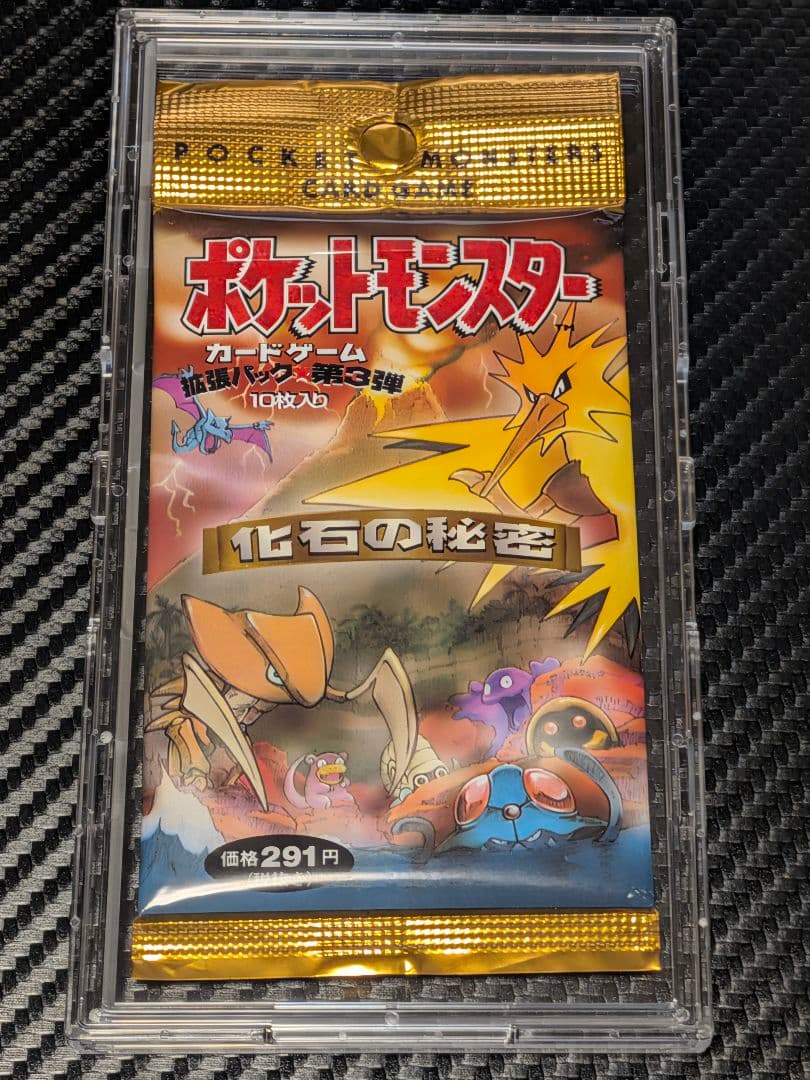 POCKET MONSTERS
CARD GAME
ポケットモンスター
TM
カードゲーム
拡張パック★第3弾
10枚入り
化石の秘密
価格291円